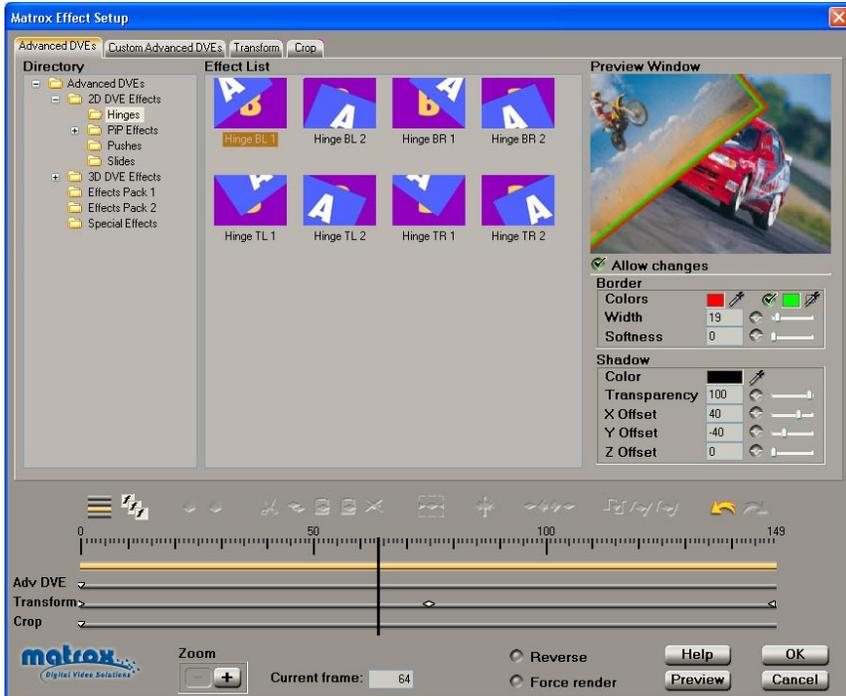 Matrox Effect Setup
Advanced DVEs
Custom Advanced DVEs
Transform
Crop
Directory
Advanced DVEs
2D DVE Effects
Hinges
PiP Effects
Pushes
Slides
3D DVE Effects
Effects Pack 1
Effects Pack 2
Special Effects
Effect List
A B
A
B A
A
Hinge BL 1
Hinge BL 2
Hinge BR 1
Hinge BR 2
A
A
A
A
Hinge TL 1
Hinge TL 2
Hinge TR 1
Hinge TR 2
Preview Window
Allow changes
Border
Colors
Width 19
Softness 0
Shadow
Color
Transparency 100
X Offset 40
Y Offset -40
Z Offset 0
0 50 100 149
Adv DVE
Transform
Crop
matrox
Digital Video Solutions
Zoom
- +
Current frame: 64
Reverse
Force render
Help
OK
Preview
Cancel